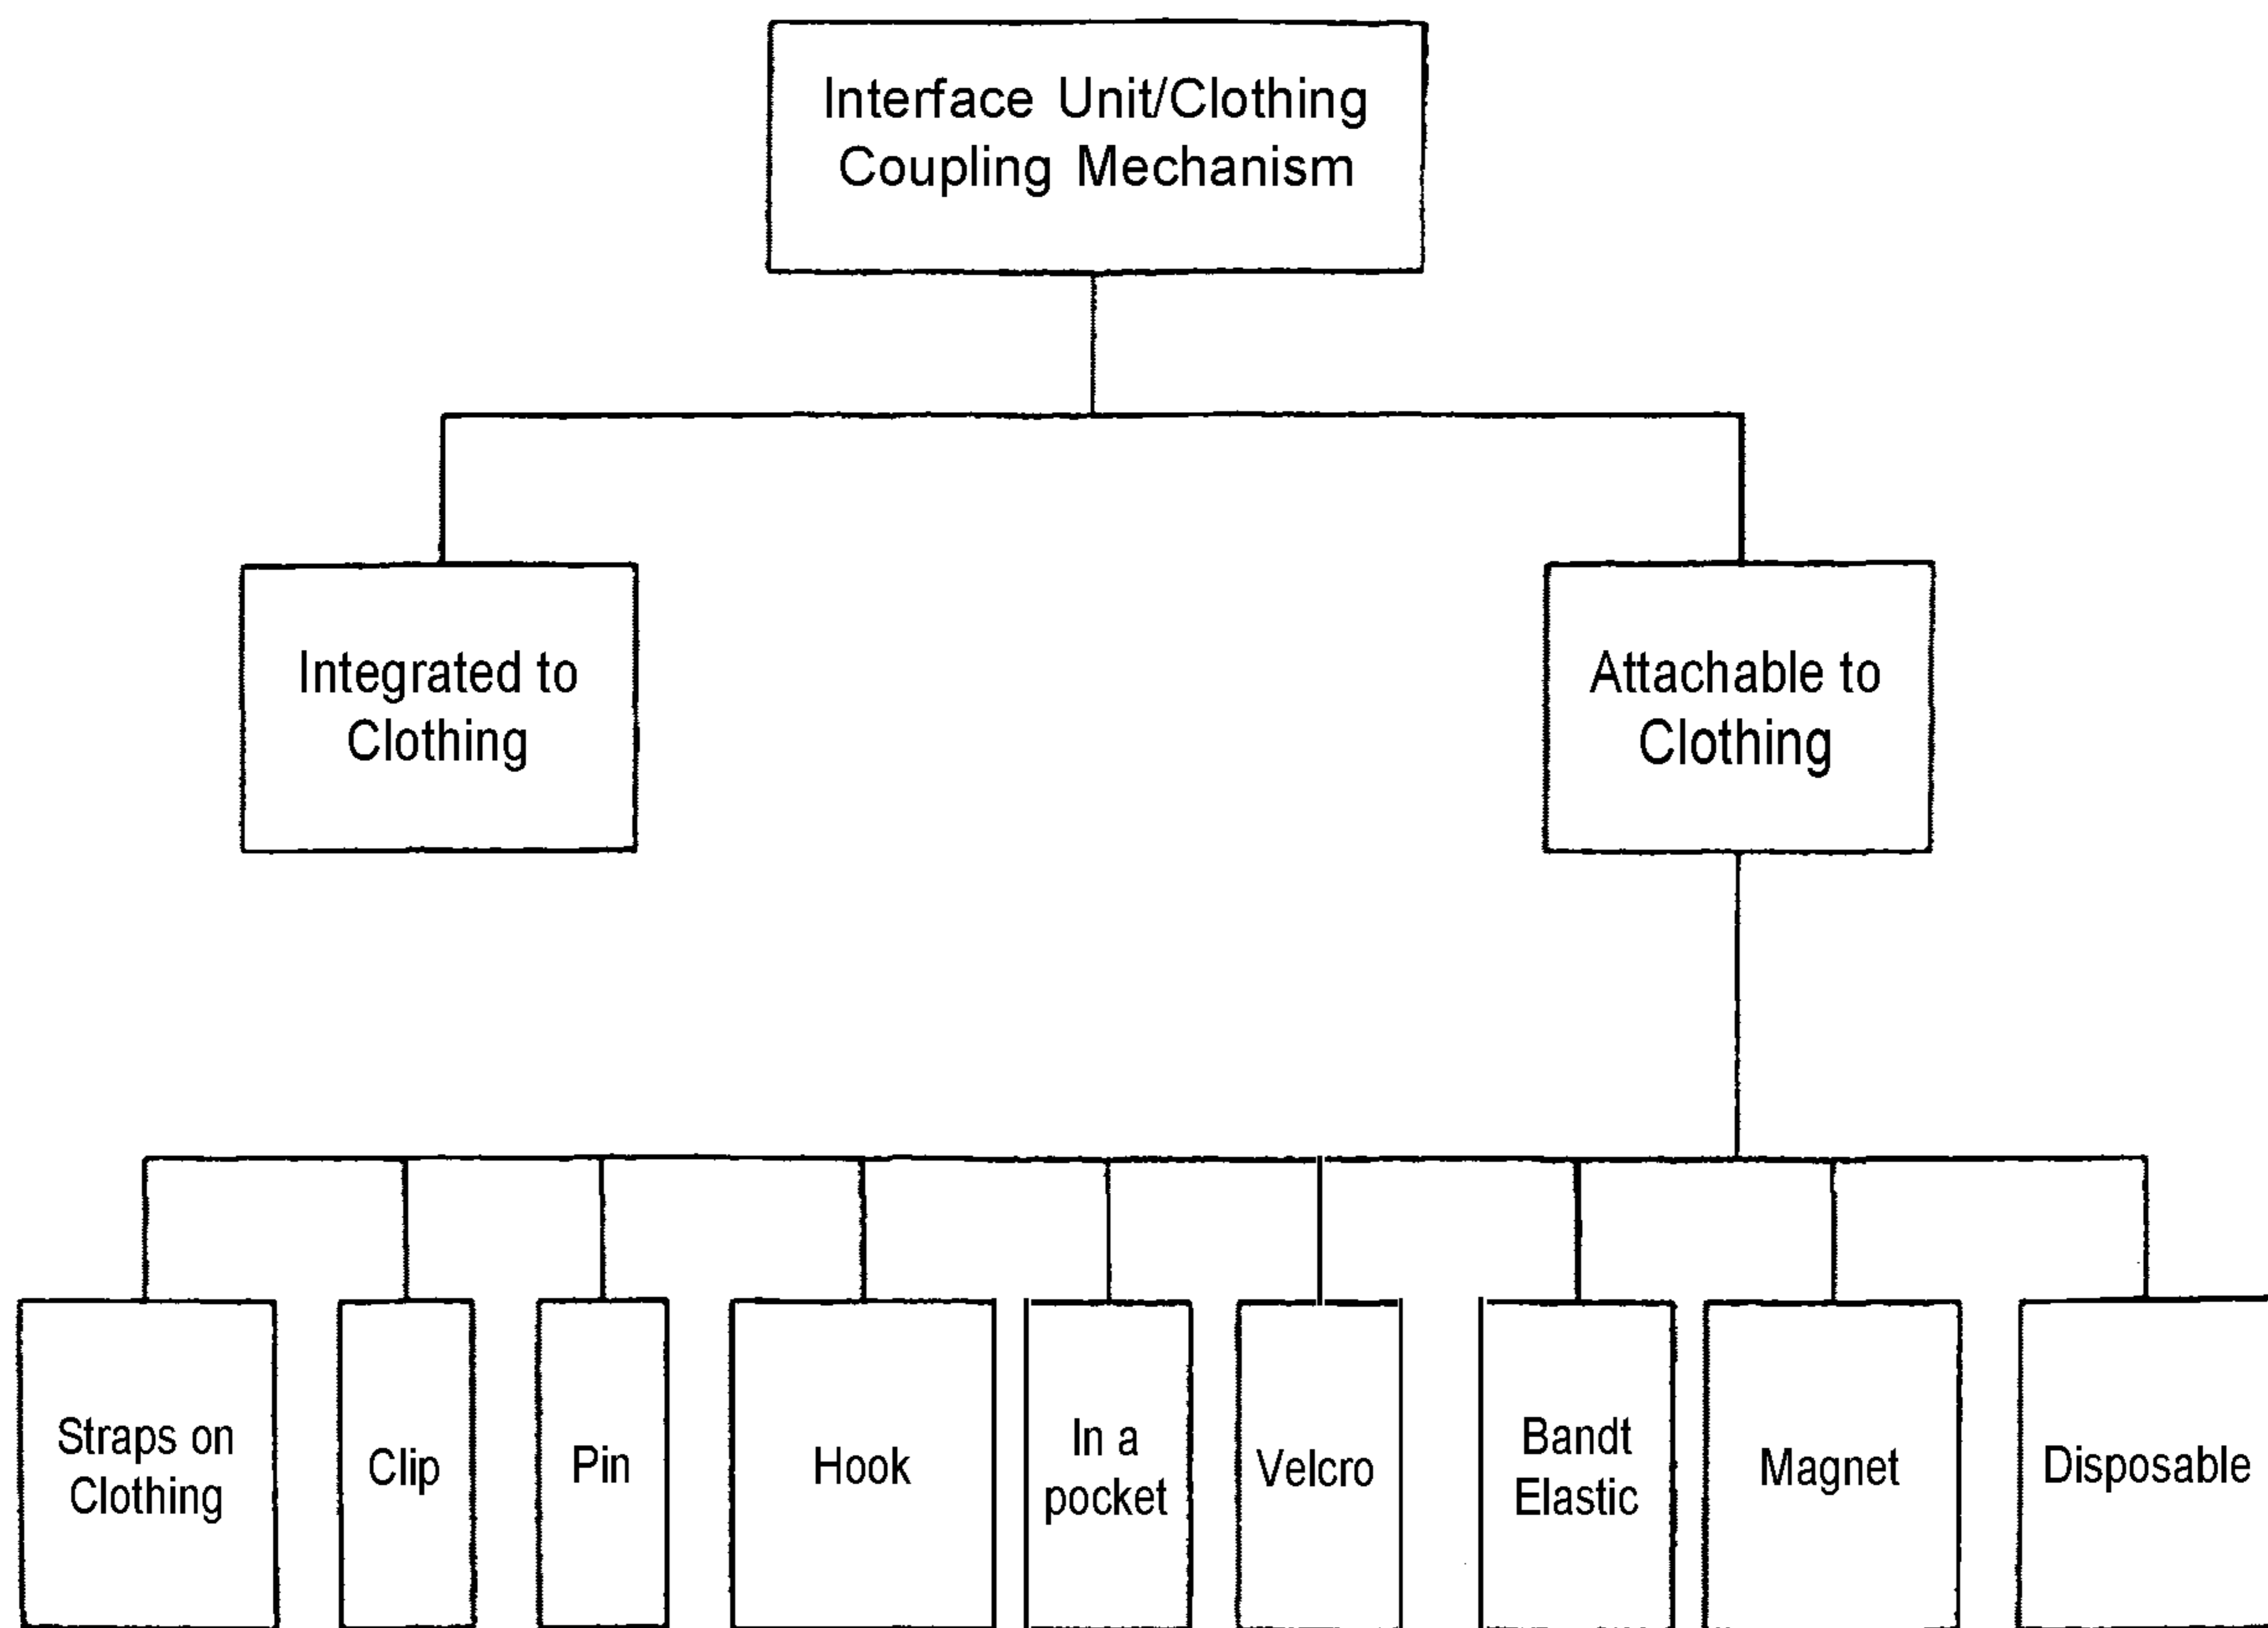 Interface Unit/Clothing
Coupling Mechanism
Integrated to
Clothing
Attachable to
Clothing
Straps on
Clothing
Clip
Pin
Hook
In a
pocket
Velcro
Bandt
Elastic
Magnet
Disposable